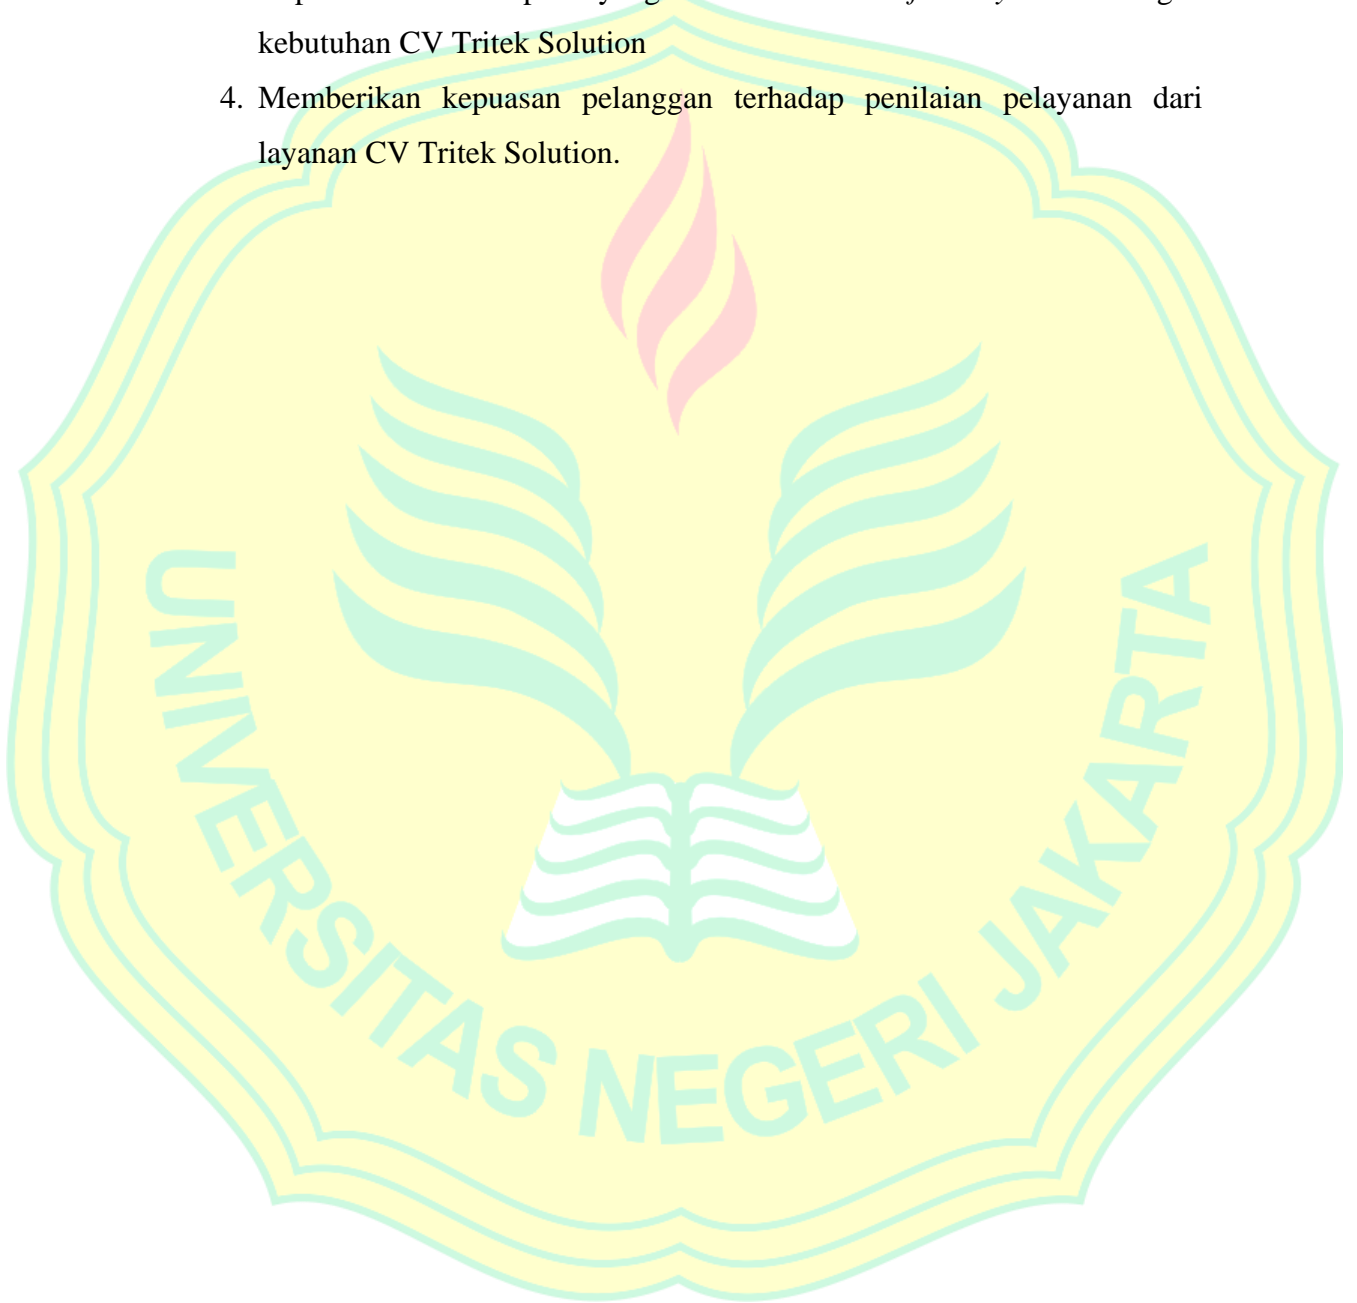 kebutuhan CV Tritek Solution
4. Memberikan kepuasan pelanggan terhadap penilaian pelayanan dari
layanan CV Tritek Solution.
UNIVERSITAS NEGERI JAKARTA